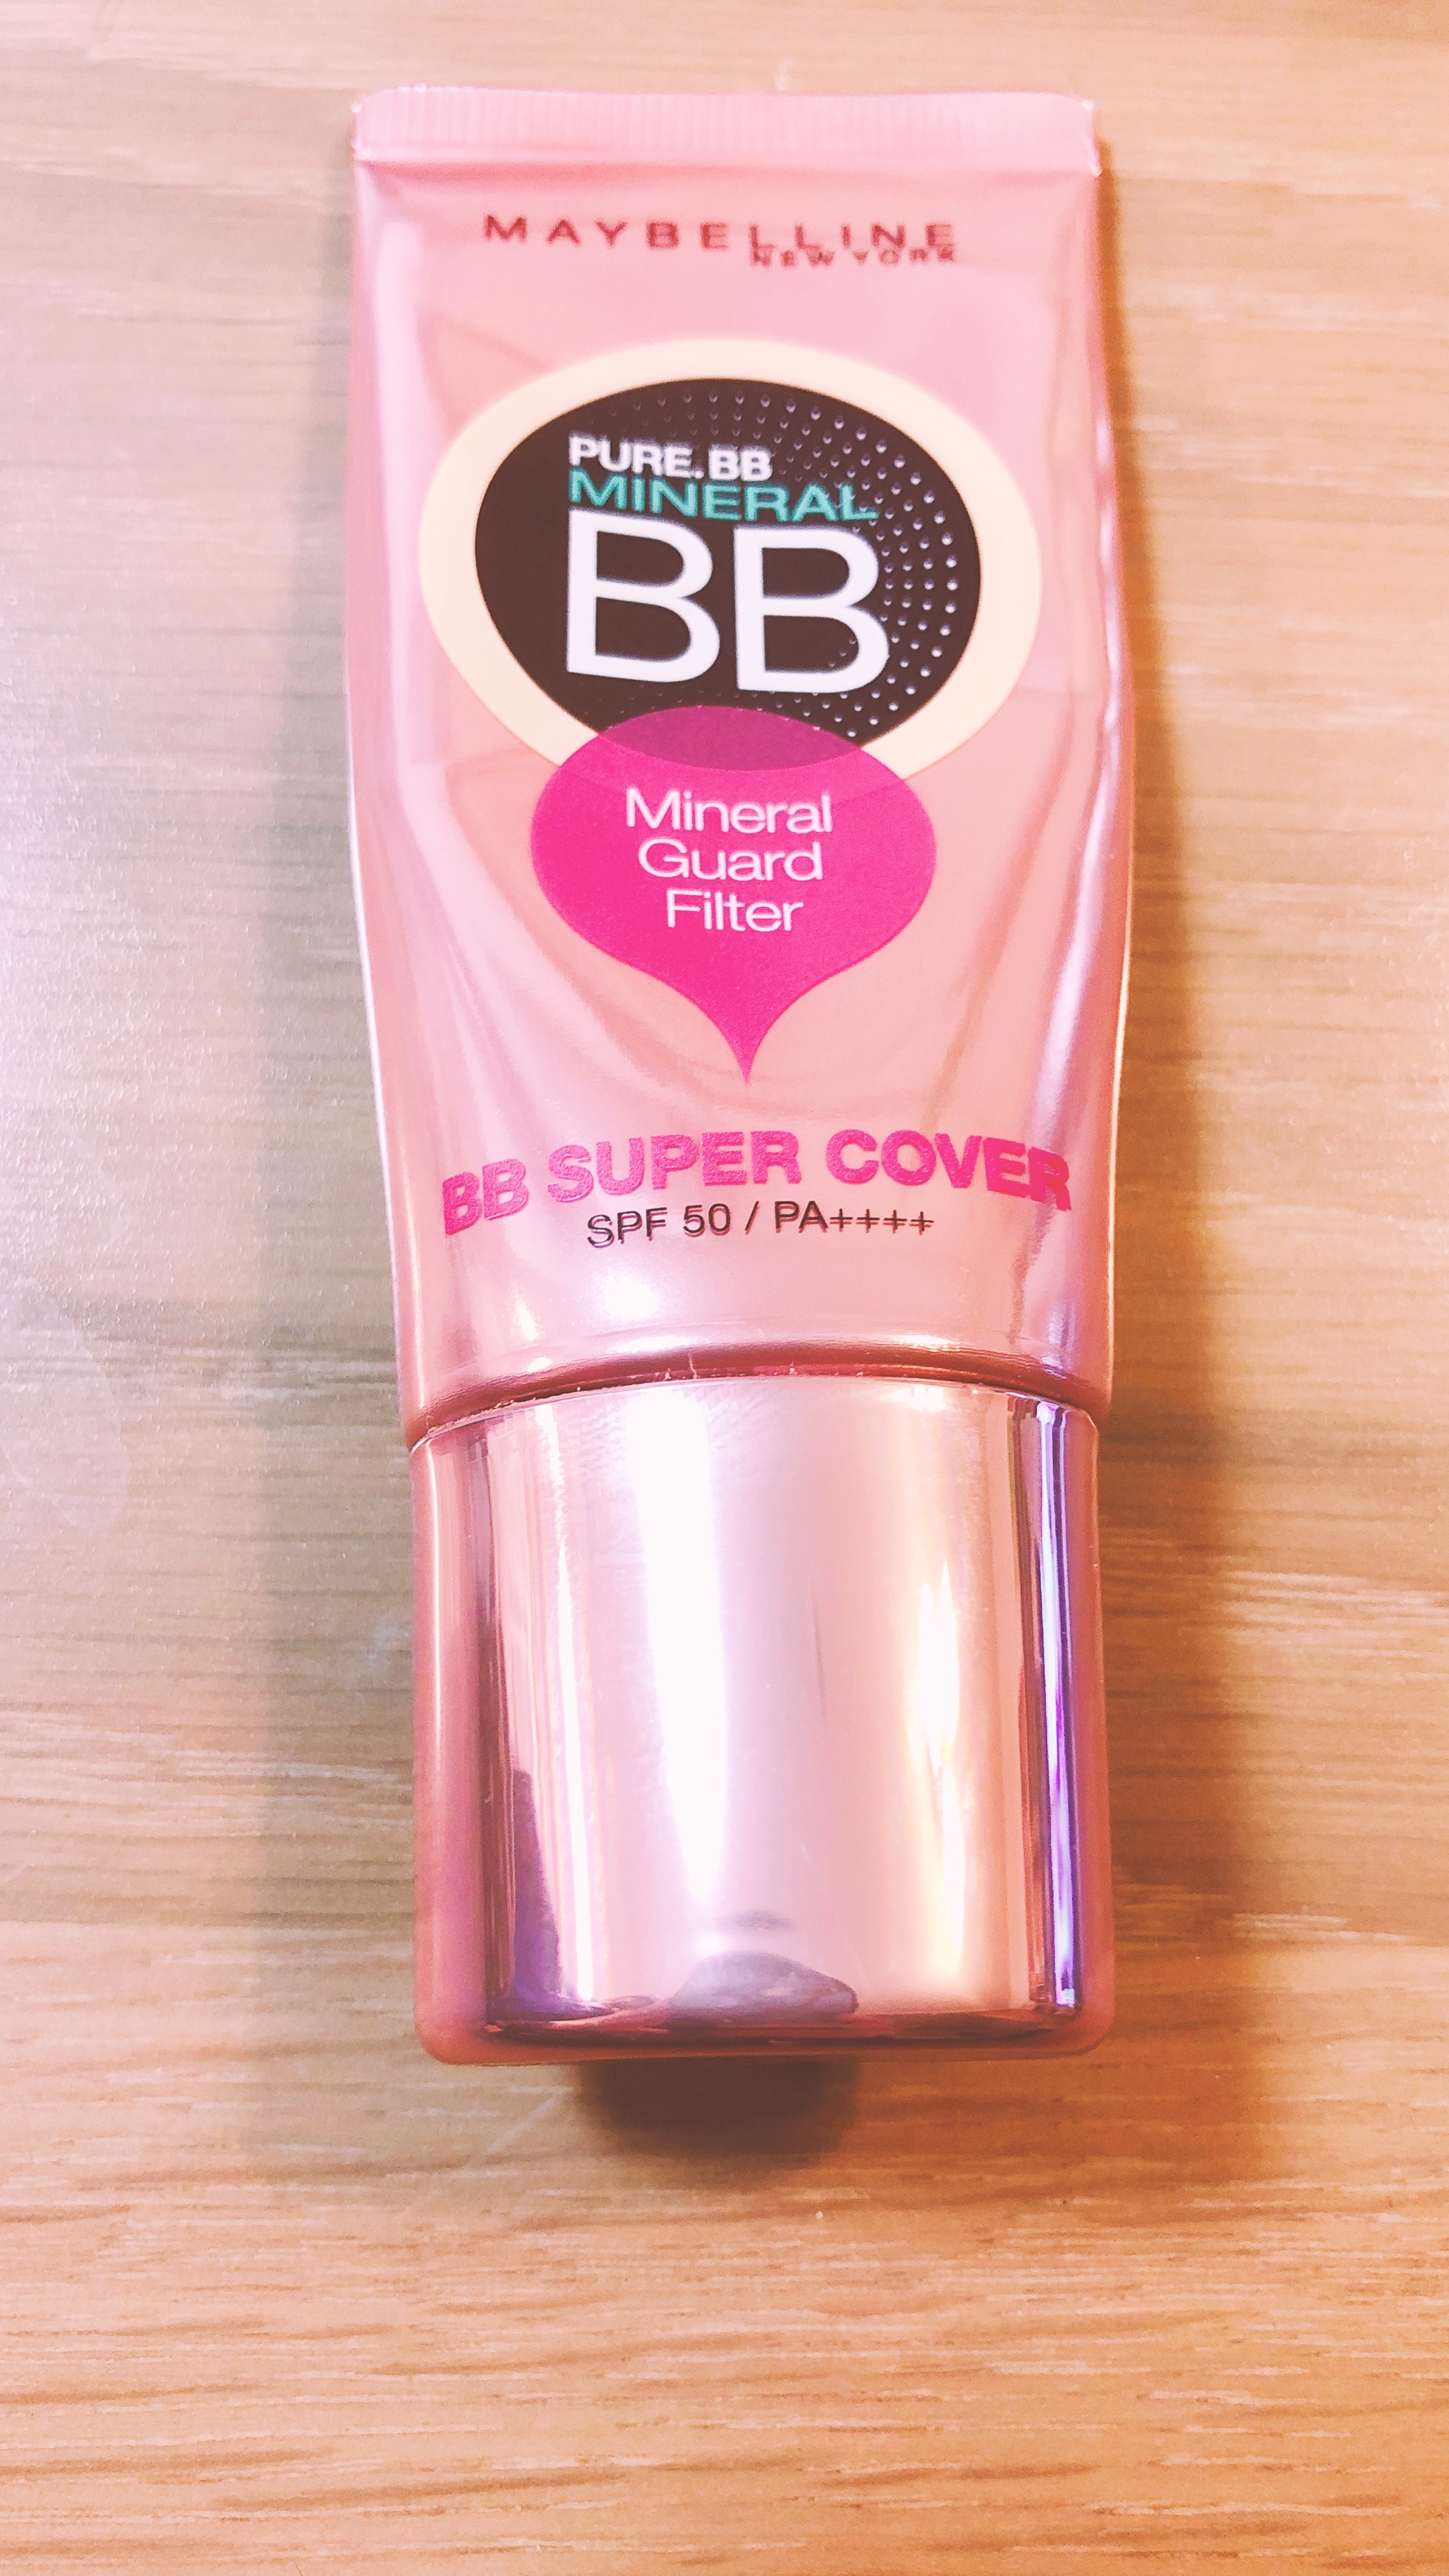 MAYBELLINE
NEW YORK
PURE.BB
MINERAL
BB
Mineral
Guard
Filter
BB SUPER COVER
SPF 50 / PA++++